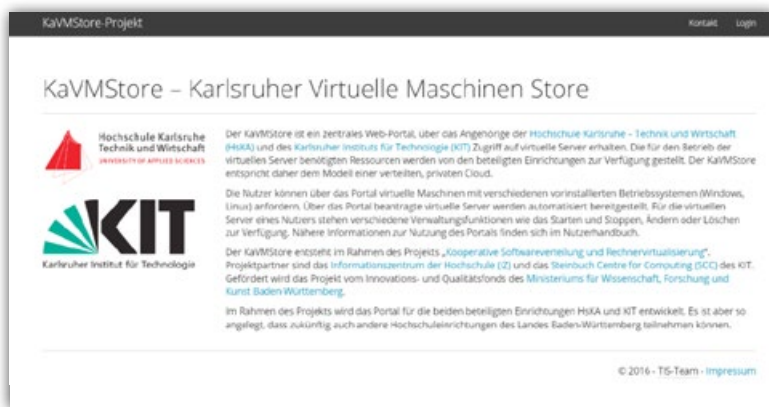 KaVMStore-Projekt
Kontakt Login
KaVMStore – Karlsruher Virtuelle Maschinen Store
Hochschule Karlsruhe
Technik und Wirtschaft
UNIVERSITY OF APPLIED SCIENCES
KIT
Karlsruher Institut für Technologie
Der KaVMStore ist ein zentrales Web-Portal, über das Angehörige der Hochschule Karlsruhe – Technik und Wirtschaft
(HsKA) und des Karlsruher Instituts für Technologie (KIT) Zugriff auf virtuelle Server erhalten. Die für den Betrieb der
virtuellen Server benötigten Ressourcen werden von den beteiligten Einrichtungen zur Verfügung gestellt. Der KaVMStore
entspricht daher dem Modell einer verteilten, privaten Cloud.
Die Nutzer können über das Portal virtuelle Maschinen mit verschiedenen vorinstallierten Betriebssystemen (Windows,
Linux) anfordern. Über das Portal beantragte virtuelle Server werden automatisiert bereitgestellt. Für die virtuellen
Server eines Nutzers stehen verschiedene Verwaltungsfunktionen wie das Starten und Stoppen, Ändern oder Löschen
zur Verfügung. Nähere Informationen zur Nutzung des Portals finden sich im Nutzerhandbuch.
Der KaVMStore entsteht im Rahmen des Projekts „Kooperative Softwareverteilung und Rechnervirtualisierung“.
Projektpartner sind das Informationszentrum der Hochschule (IZ) und das Steinbuch Centre for Computing (SCC) des KIT.
Gefördert wird das Projekt vom Innovations- und Qualitätsfonds des Ministeriums für Wissenschaft, Forschung und
Kunst Baden-Württemberg.
Im Rahmen des Projekts wird das Portal für die beiden beteiligten Einrichtungen HsKA und KIT entwickelt. Es ist aber so
angelegt, dass zukünftig auch andere Hochschuleinrichtungen des Landes Baden-Württemberg teilnehmen können.
© 2016 - TIS-Team - Impressum